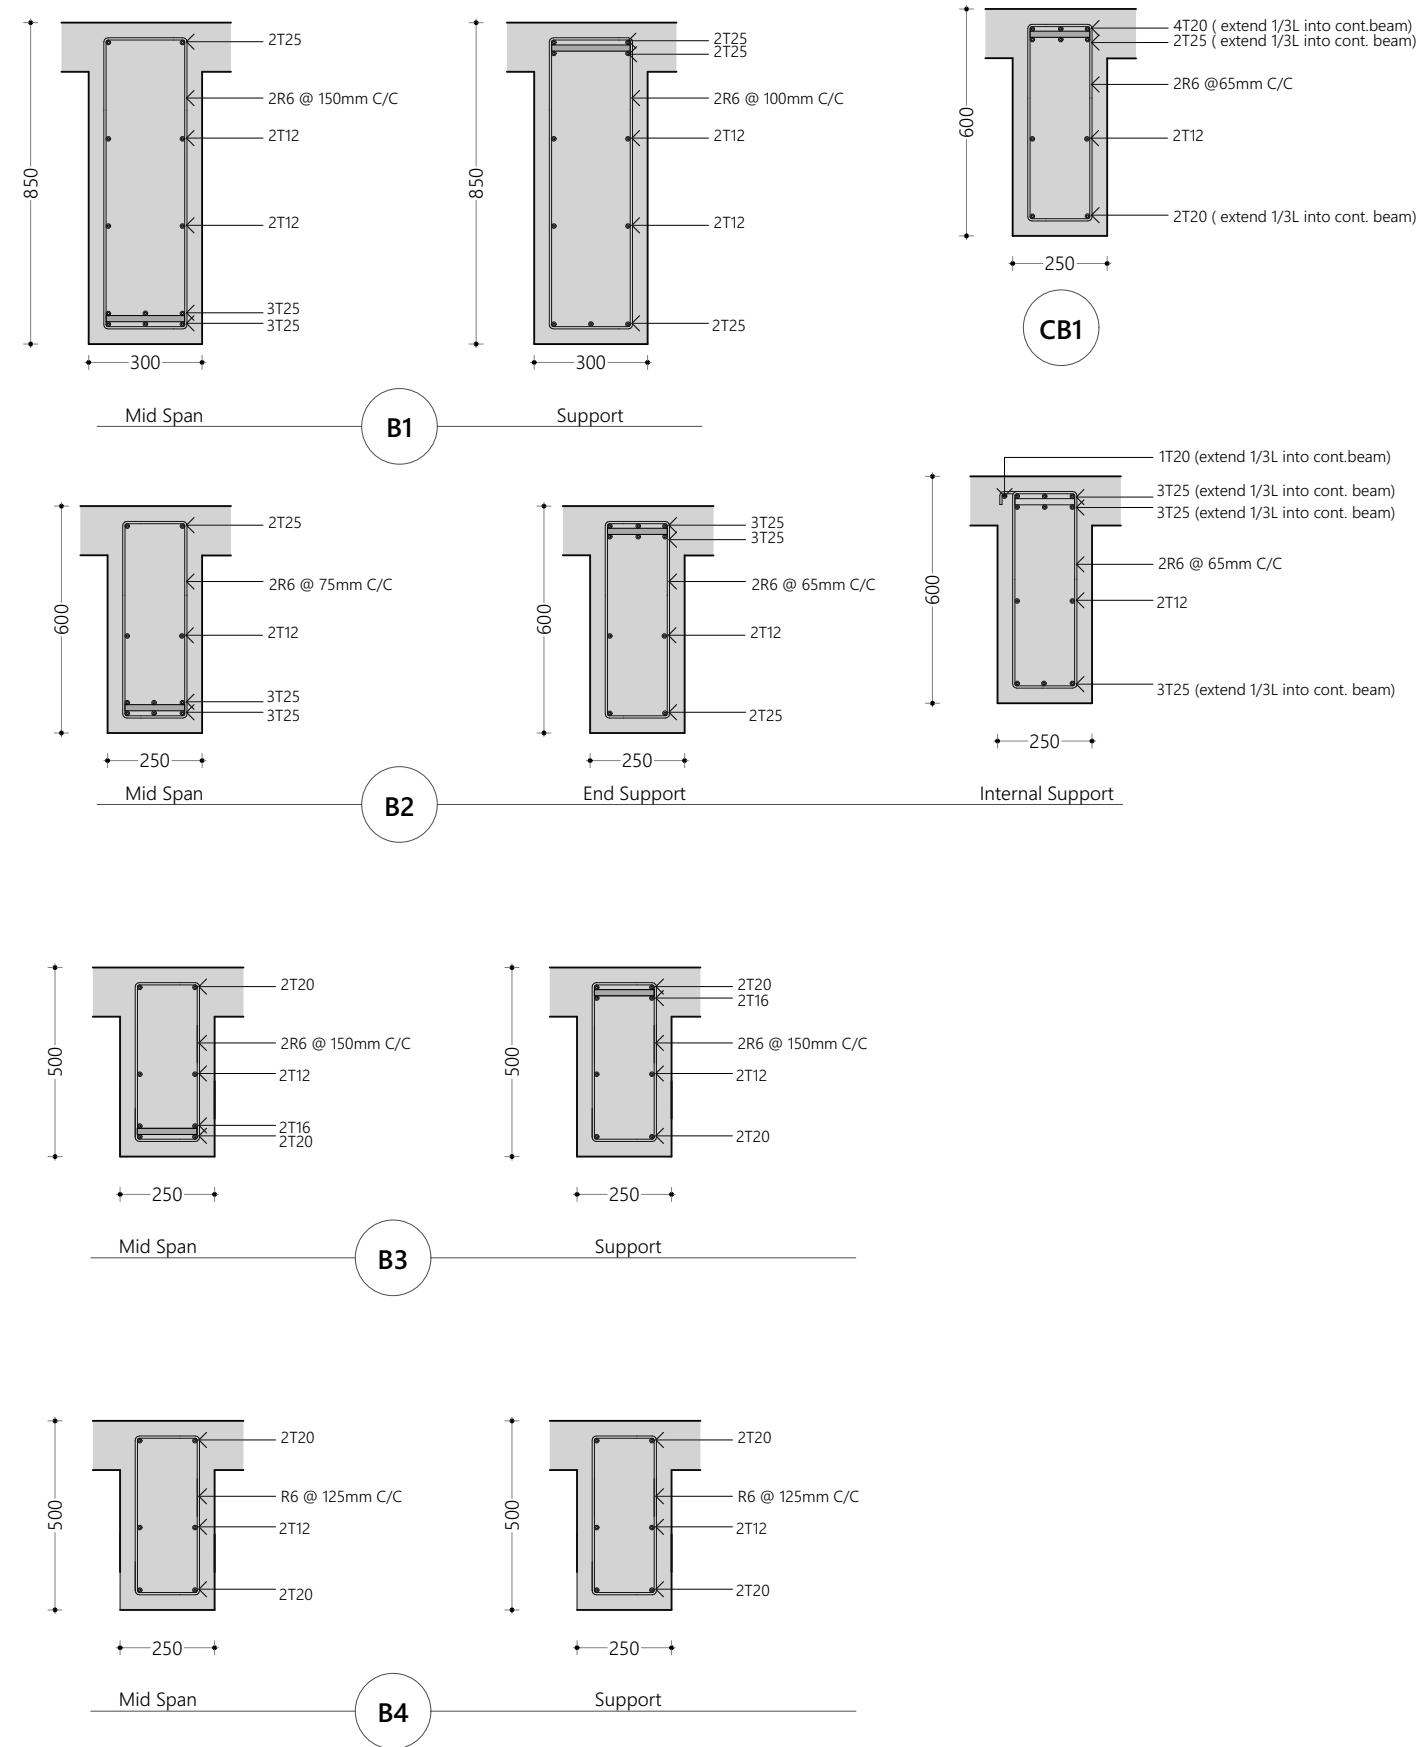 850
2T25
2R6 @ 150mm C/C
2T12
2T12
3T25
3T25
300
Mid Span
850
2T25
2T25
2R6 @ 100mm C/C
2T12
2T12
2T25
300
Support
B1
600
4T20 ( extend 1/3L into cont.beam)
2T25 ( extend 1/3L into cont. beam)
2R6 @65mm C/C
2T12
2T20 ( extend 1/3L into cont. beam)
250
CB1
600
2T25
2R6 @ 75mm C/C
2T12
3T25
3T25
250
Mid Span
600
3T25
3T25
2R6 @ 65mm C/C
2T12
2T25
250
End Support
600
1T20 (extend 1/3L into cont.beam)
3T25 (extend 1/3L into cont. beam)
3T25 (extend 1/3L into cont. beam)
2R6 @ 65mm C/C
2T12
3T25 (extend 1/3L into cont. beam)
250
Internal Support
B2
500
2T20
2R6 @ 150mm C/C
2T12
2T16
2T20
250
Mid Span
500
2T20
2T16
2R6 @ 150mm C/C
2T12
2T20
250
Support
B3
500
2T20
R6 @ 125mm C/C
2T12
2T20
250
Mid Span
500
2T20
R6 @ 125mm C/C
2T12
2T20
250
Support
B4